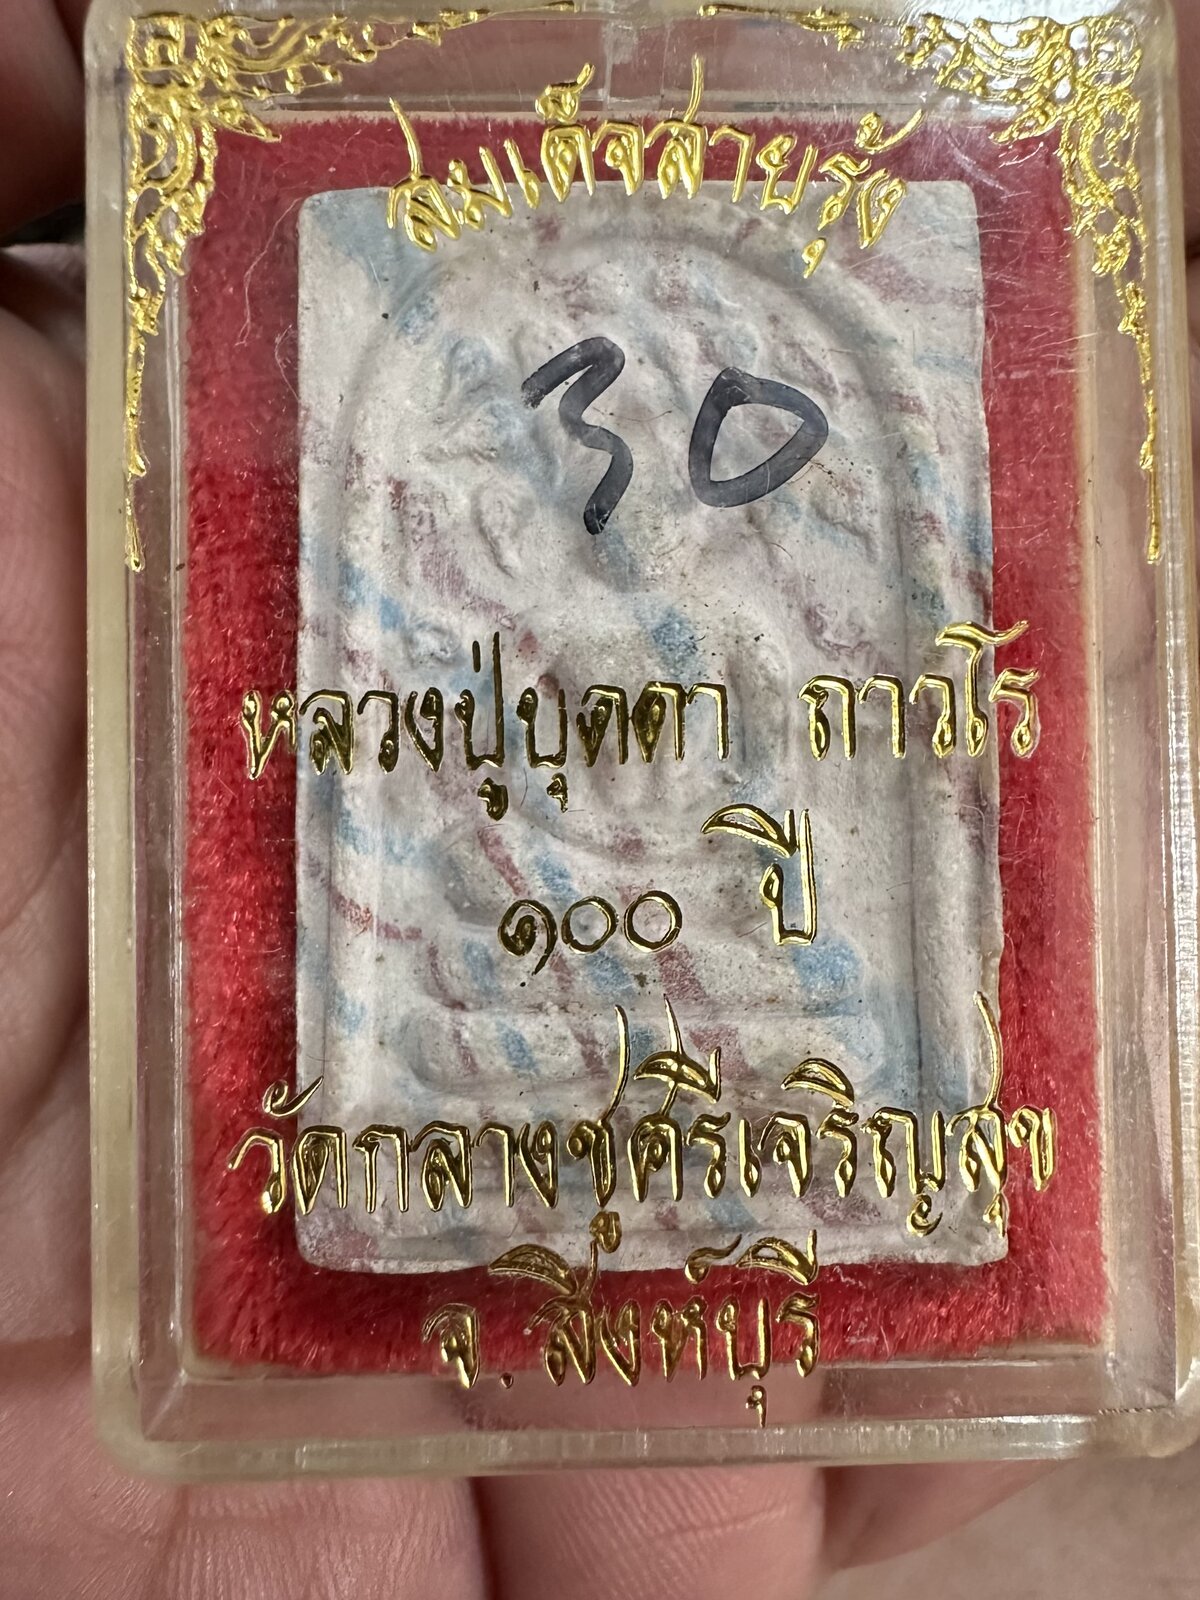 สมเด็จสายรุ้ง
30
หลวงปู่บุดดา ถาวโร
๑๐๐ ปี
วัดกลางชูศรีเจริญสุข
จ.สิงห์บุรี